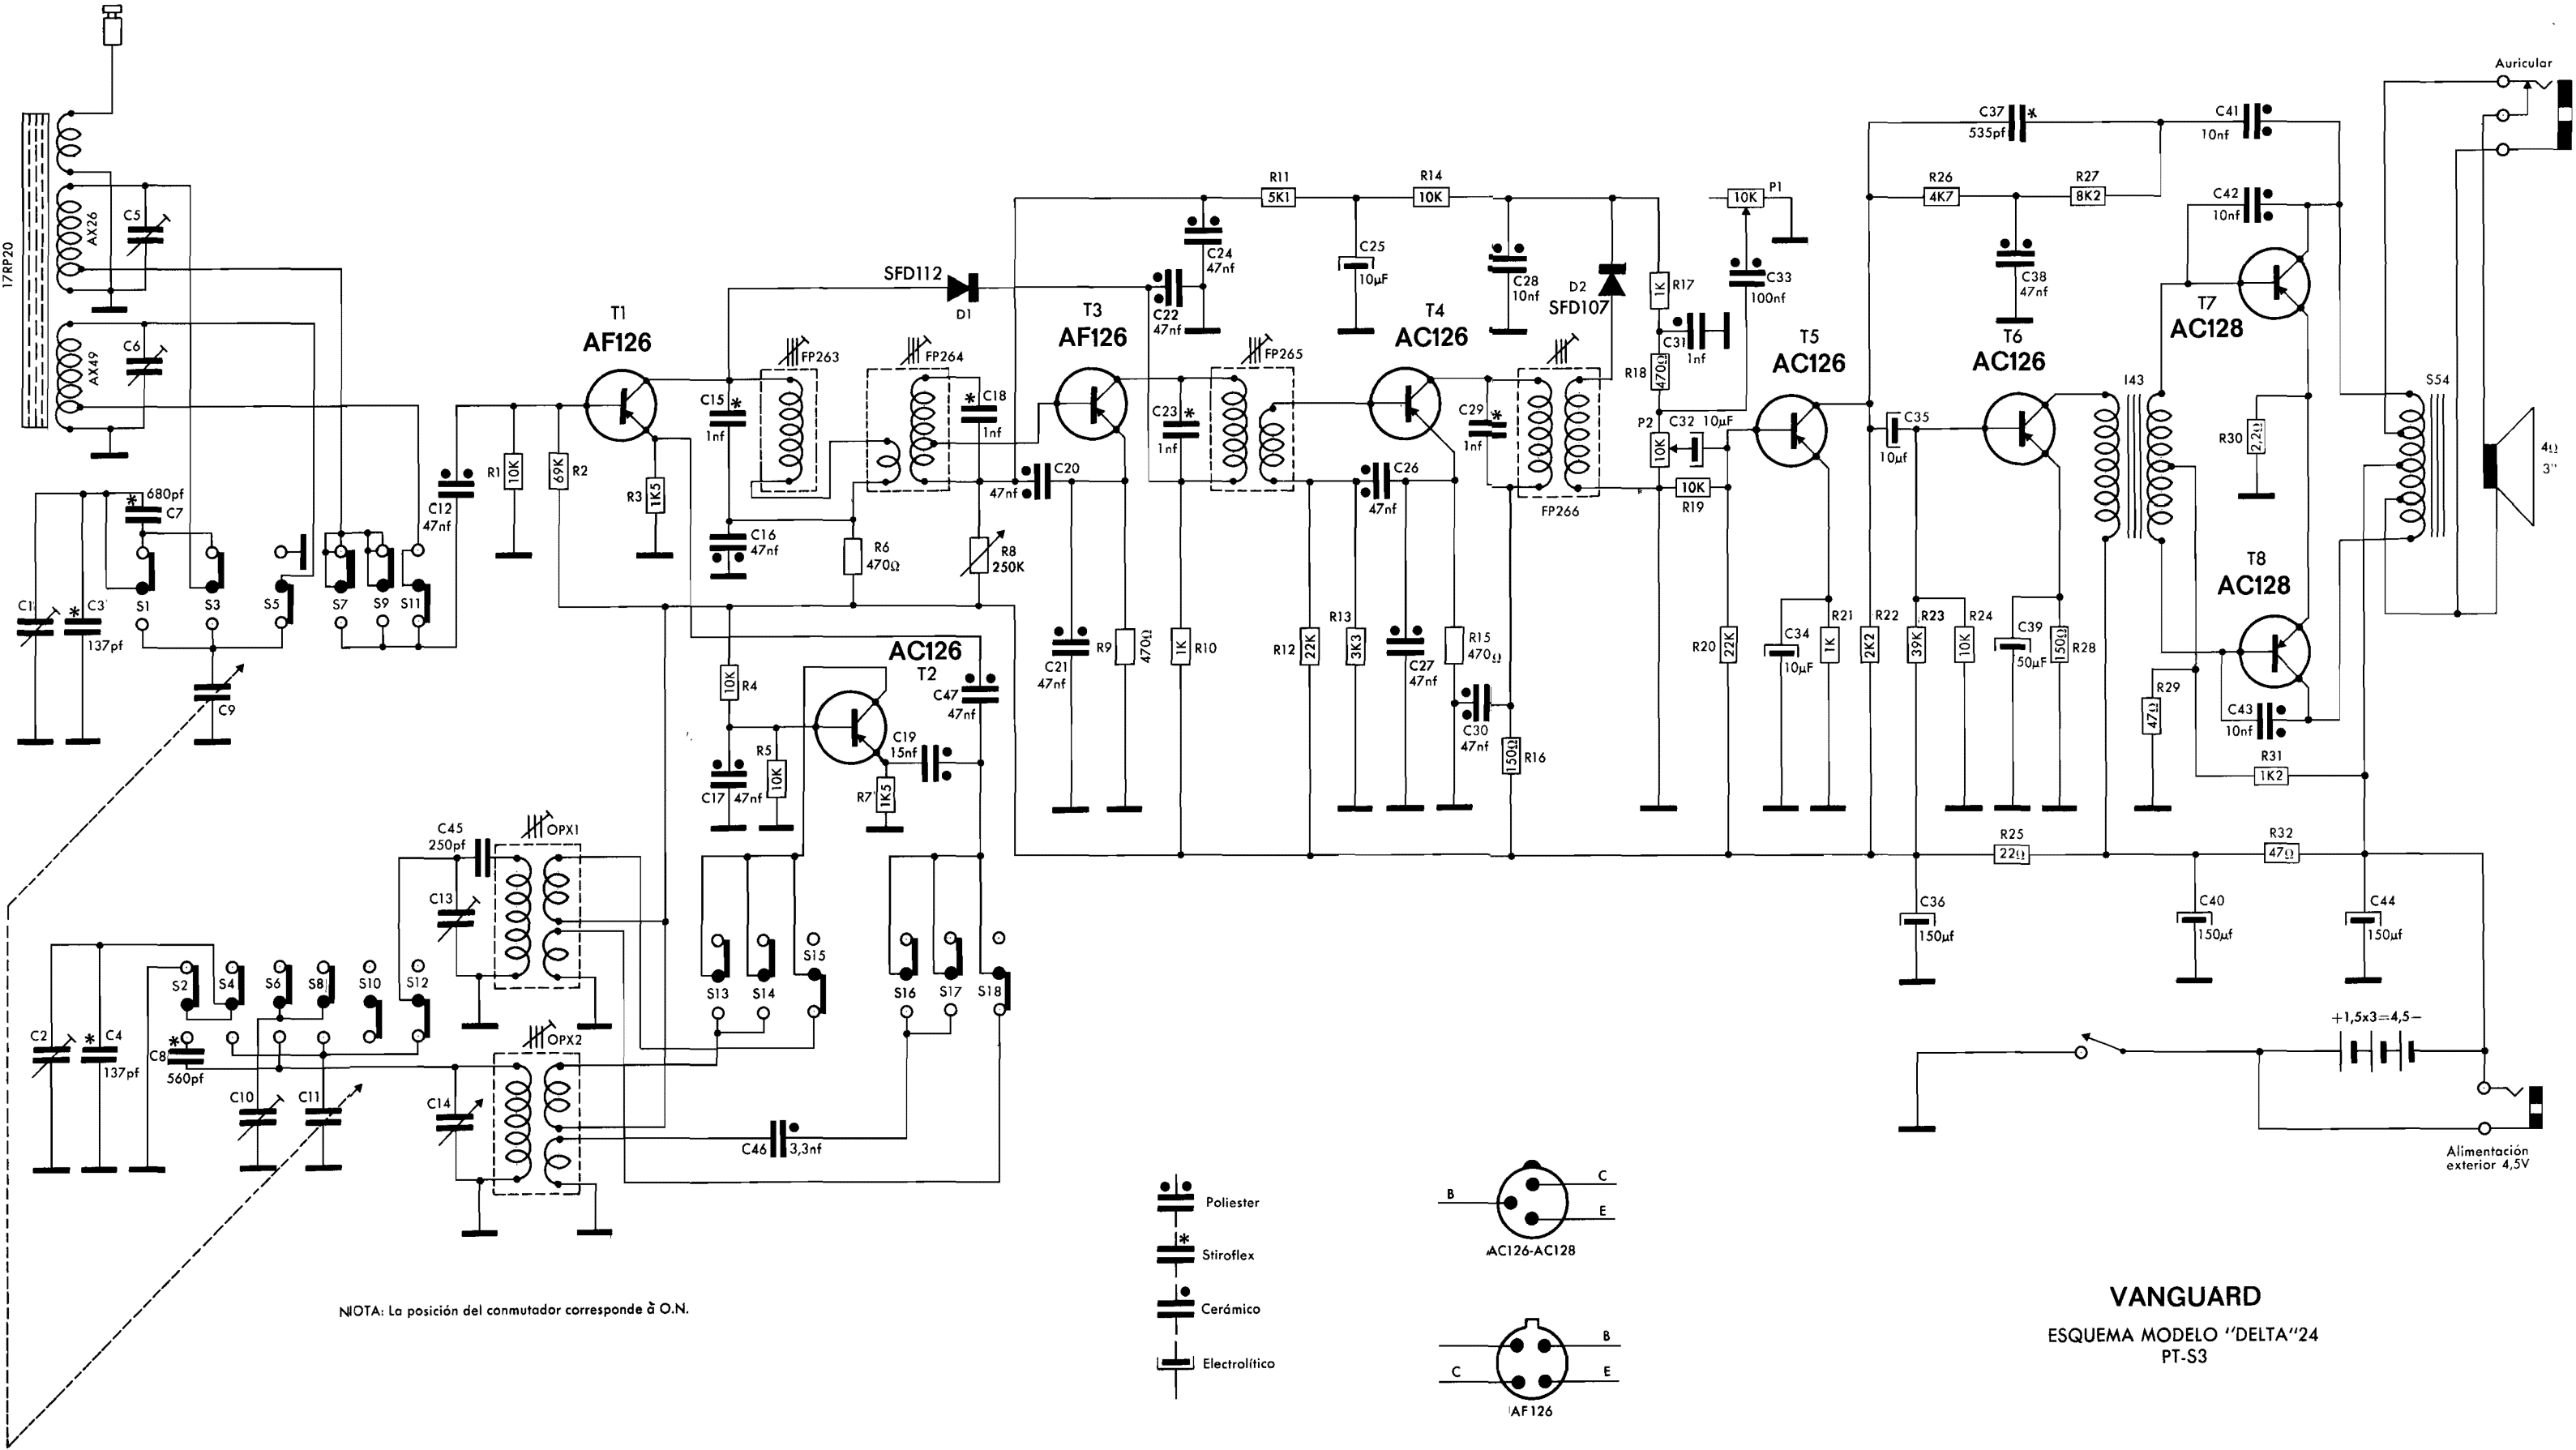 Auricular
17RP20
AX26
C5
AX49
C6
C37
535pf
*
C41
10nf
R26
4K7
R27
8K2
C42
10nf
C38
47nf
R11
5K1
R14
10K
10K
P1
C24
47nf
C25
10µF
C28
10nf
D2
SFD107
1K
R17
C33
100nf
C31
1nf
R18
470Ω
SFD112
D1
C22
47nf
T1
AF126
T3
AF126
T4
AC126
T5
AC126
T6
AC126
T7
AC128
FP263
FP264
FP265
FP266
C15
*
1nf
C18
*
1nf
C23
*
1nf
C29
*
1nf
P2
10K
C32
10µF
10K
R19
C35
10µf
I43
S54
R30
2,2Ω
4Ω
3"
R1
10K
69K
R2
R3
1K5
C12
47nf
C16
47nf
R6
470Ω
R8
250K
47nf
C20
C26
47nf
680pf
*
C7
C1
C3
*
137pf
S1
S3
S5
S7
S9
S11
C9
10K
R4
AC126
T2
C47
47nf
C19
15nf
R5
10K
C17
47nf
R7
1K5
C21
47nf
R9
470Ω
1K
R10
R12
22K
R13
3K3
C27
47nf
R15
470Ω
C30
47nf
150Ω
R16
R20
22K
C34
10µF
R21
1K
R22
2K2
R23
39K
R24
10K
C39
50µF
150Ω
R28
T8
AC128
R29
47Ω
C43
10nf
R31
1K2
R25
22Ω
R32
47Ω
C36
150µf
C40
150µf
C44
150µf
C45
250pf
OPX1
C13
S2
S4
S6
S8
S10
S12
S13
S14
S15
S16
S17
S18
C2
C4
*
137pf
C8
*
560pf
C10
C11
C14
OPX2
C46
3,3nf
+1,5x3=4,5−
Alimentación
exterior 4,5V
Poliester
*
Stiroflex
Cerámico
Electrolítico
B
C
E
AC126-AC128
B
C
E
AF126
NIOTA: La posición del conmutador corresponde à O.N.
VANGUARD
ESQUEMA MODELO "DELTA"24
PT-S3